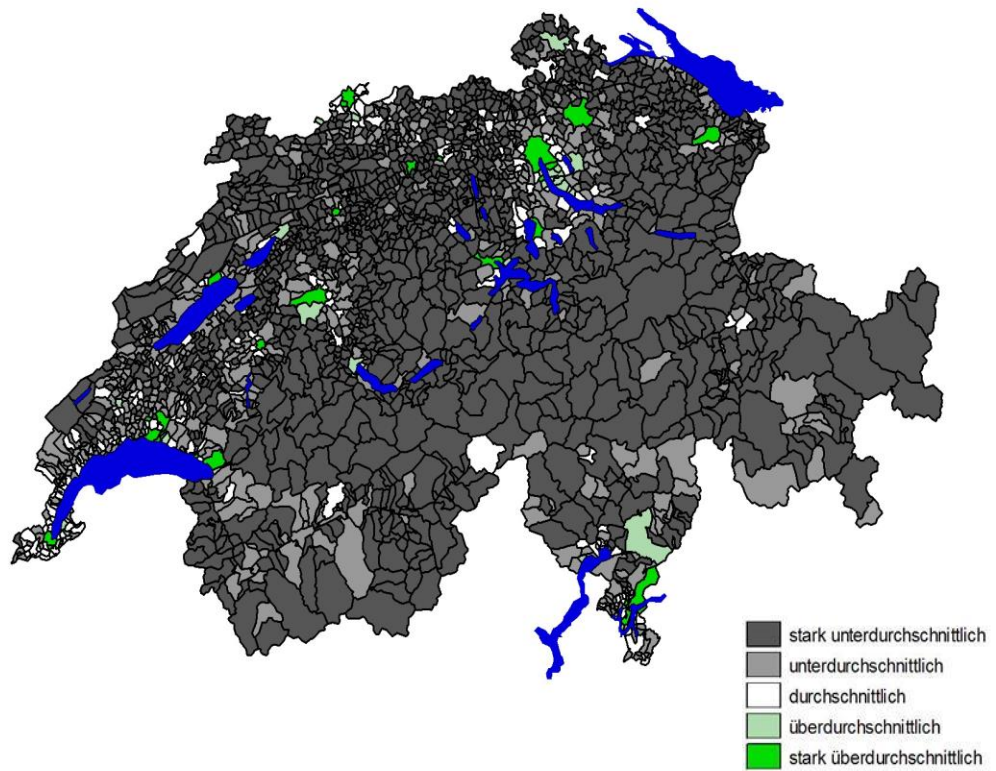 stark unterdurchschnittlich
unterdurchschnittlich
durchschnittlich
überdurchschnittlich
stark überdurchschnittlich